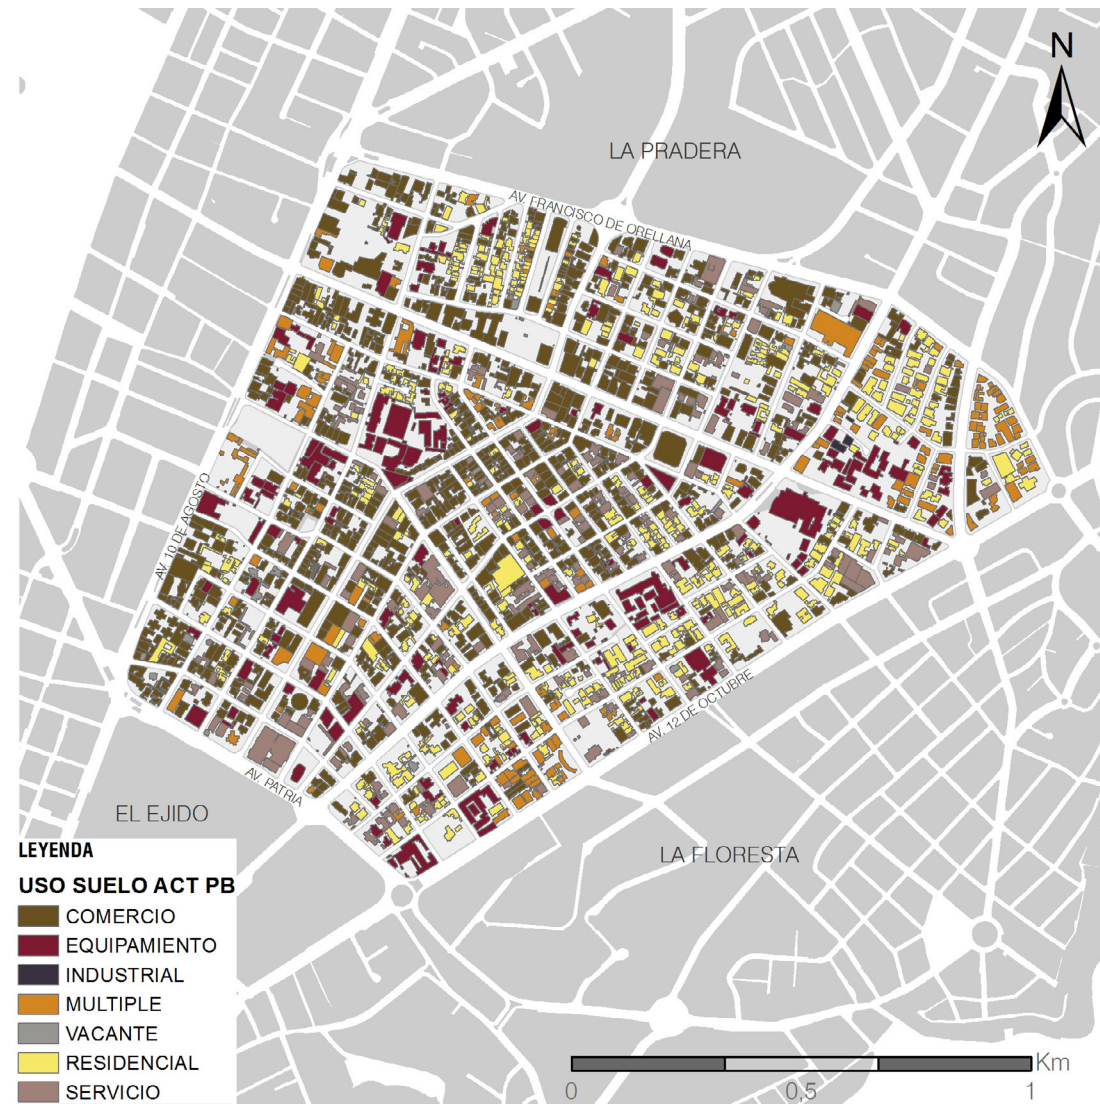 N
LA PRADERA
AV. FRANCISCO DE ORELLANA
AV. 10 DE AGOSTO
AV. 12 DE OCTUBRE
AV. PATRIA
EL EJIDO
LA FLORESTA
LEYENDA
USO SUELO ACT PB
COMERCIO
EQUIPAMIENTO
INDUSTRIAL
MULTIPLE
VACANTE
RESIDENCIAL
SERVICIO
Km
0 0,5 1